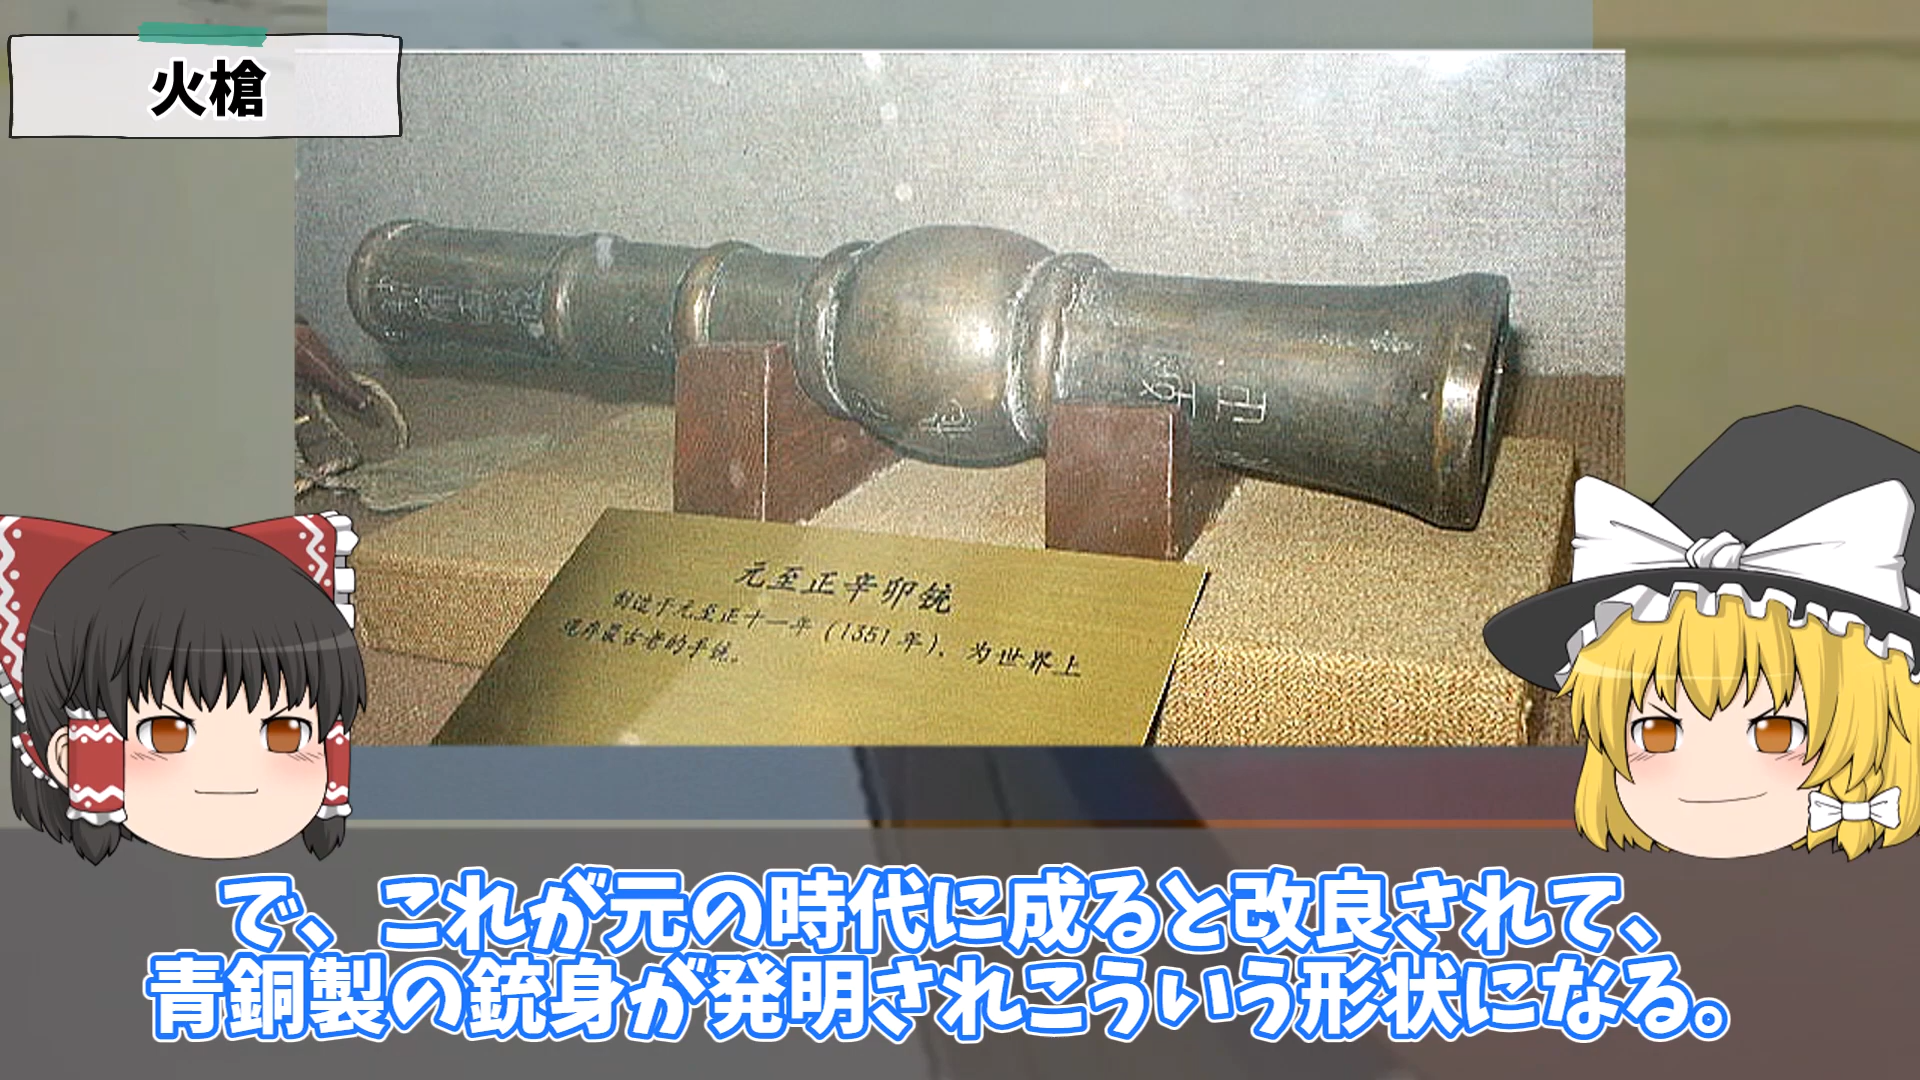 火槍
元至正辛卯铳
制造于元至正十一年（1351年），为世界上
现存最古老的手铳。
で、これが元の時代に成ると改良されて、
青銅製の銃身が発明されこういう形状になる。